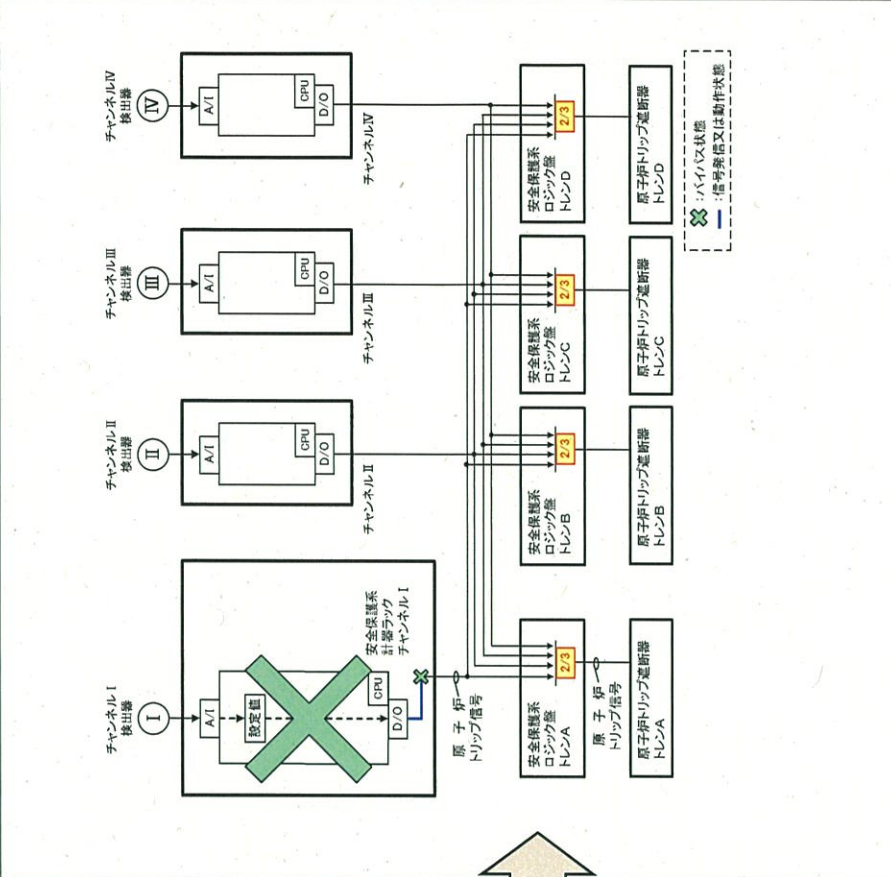 チャンネルⅠ
検出器
Ⅰ
A/I
設定値
CPU
D/O
安全保護系
計器ラック
チャンネルⅠ
原子炉
トリップ信号
安全保護系
ロジック盤
トレンA
2/3
原子炉
トリップ信号
原子炉トリップ遮断器
トレンA
チャンネルⅡ
検出器
Ⅱ
A/I
CPU
D/O
チャンネルⅡ
安全保護系
ロジック盤
トレンB
2/3
原子炉トリップ遮断器
トレンB
チャンネルⅢ
検出器
Ⅲ
A/I
CPU
D/O
チャンネルⅢ
安全保護系
ロジック盤
トレンC
2/3
原子炉トリップ遮断器
トレンC
チャンネルⅣ
検出器
Ⅳ
A/I
CPU
D/O
チャンネルⅣ
安全保護系
ロジック盤
トレンD
2/3
原子炉トリップ遮断器
トレンD
:バイパス状態
:信号発信又は動作状態